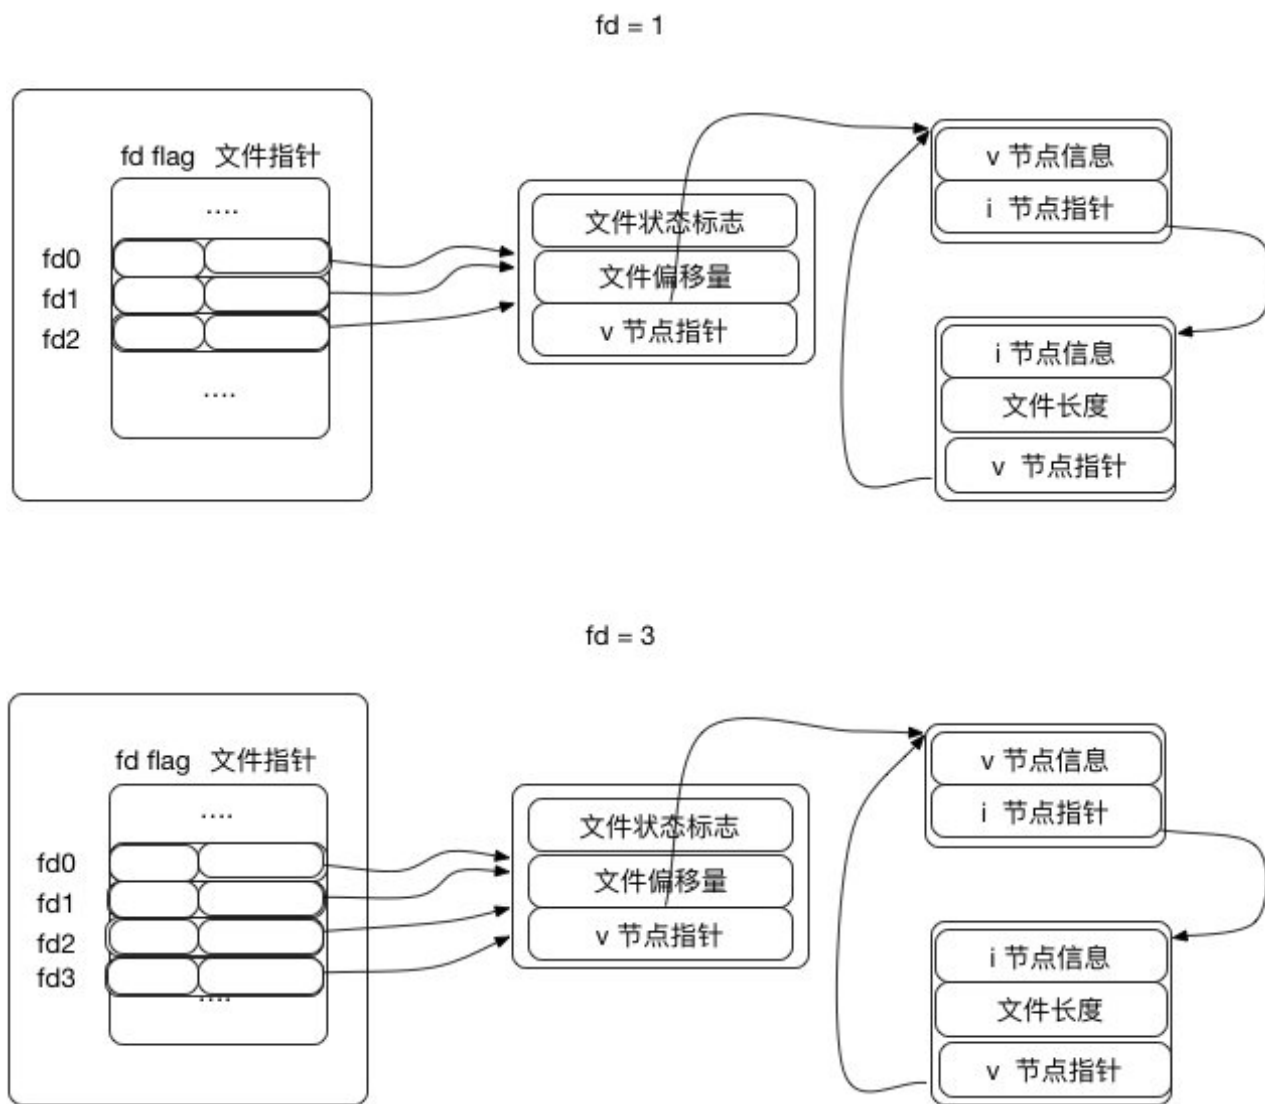 fd = 1
fd flag 文件指针
....
fd0
fd1
fd2
....
文件状态标志
文件偏移量
v 节点指针
v 节点信息
i 节点指针
i 节点信息
文件长度
v 节点指针
fd = 3
fd flag 文件指针
....
fd0
fd1
fd2
fd3
....
文件状态标志
文件偏移量
v 节点指针
v 节点信息
i 节点指针
i 节点信息
文件长度
v 节点指针